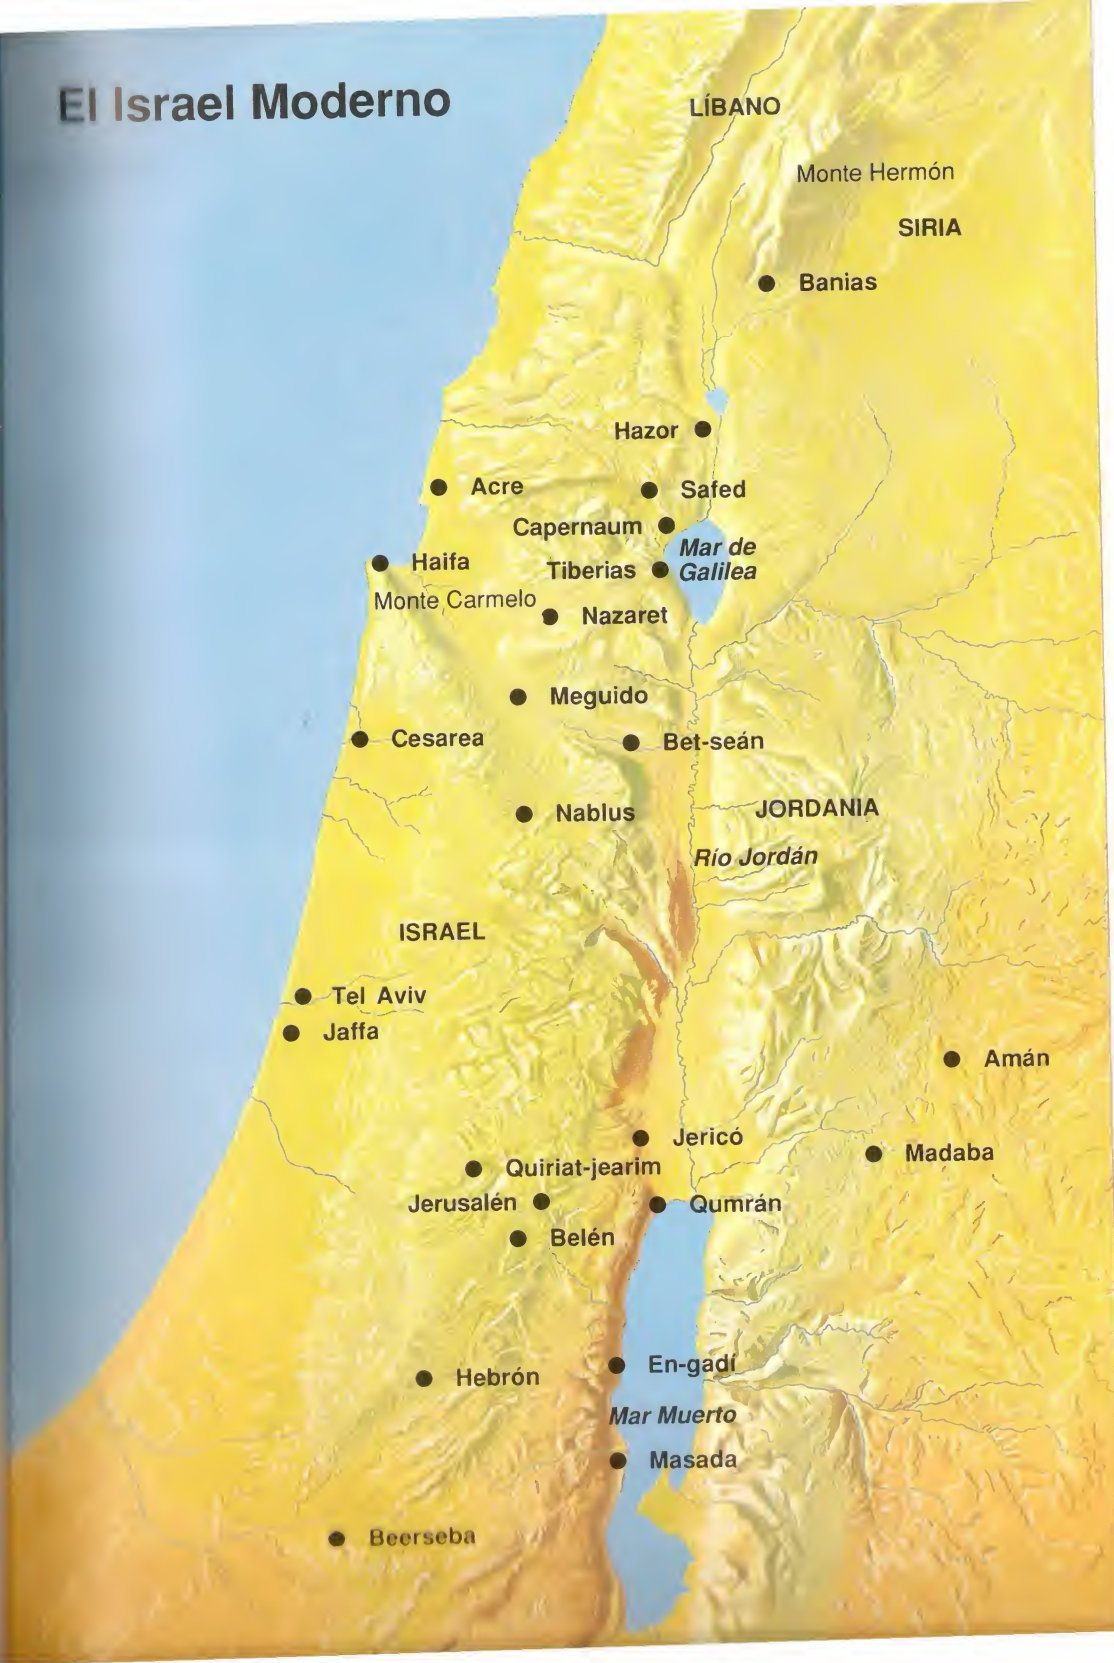 El Israel Moderno
LÍBANO
Monte Hermón
SIRIA
Banias
Hazor
Acre
Safed
Capernaum
Mar de
Galilea
Haifa
Tiberias
Monte Carmelo
Nazaret
Meguido
Cesarea
Bet-seán
Nablus
JORDANIA
Río Jordán
ISRAEL
Tel Aviv
Jaffa
Amán
Jericó
Madaba
Quiriat-jearim
Jerusalén
Qumrán
Belén
En-gadí
Hebrón
Mar Muerto
Masada
Beerseba